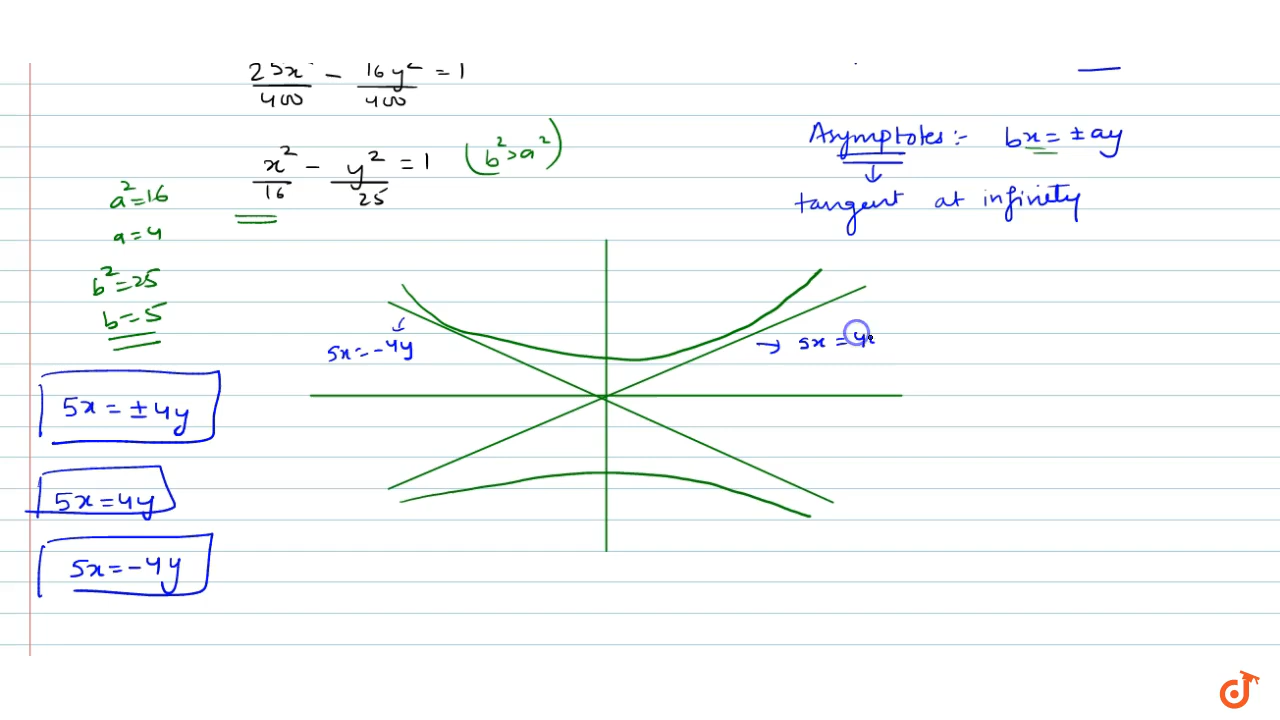 25x² / 400 - 16y² / 400 = 1
x² / 16 - y² / 25 = 1 (b² > a²)
a² = 16
a = 4
b² = 25
b = 5
5x = ± 4y
5x = 4y
5x = -4y
Asymptotes :- bx = ± ay
tangent at infinity
5x = -4y
→ 5x = 4